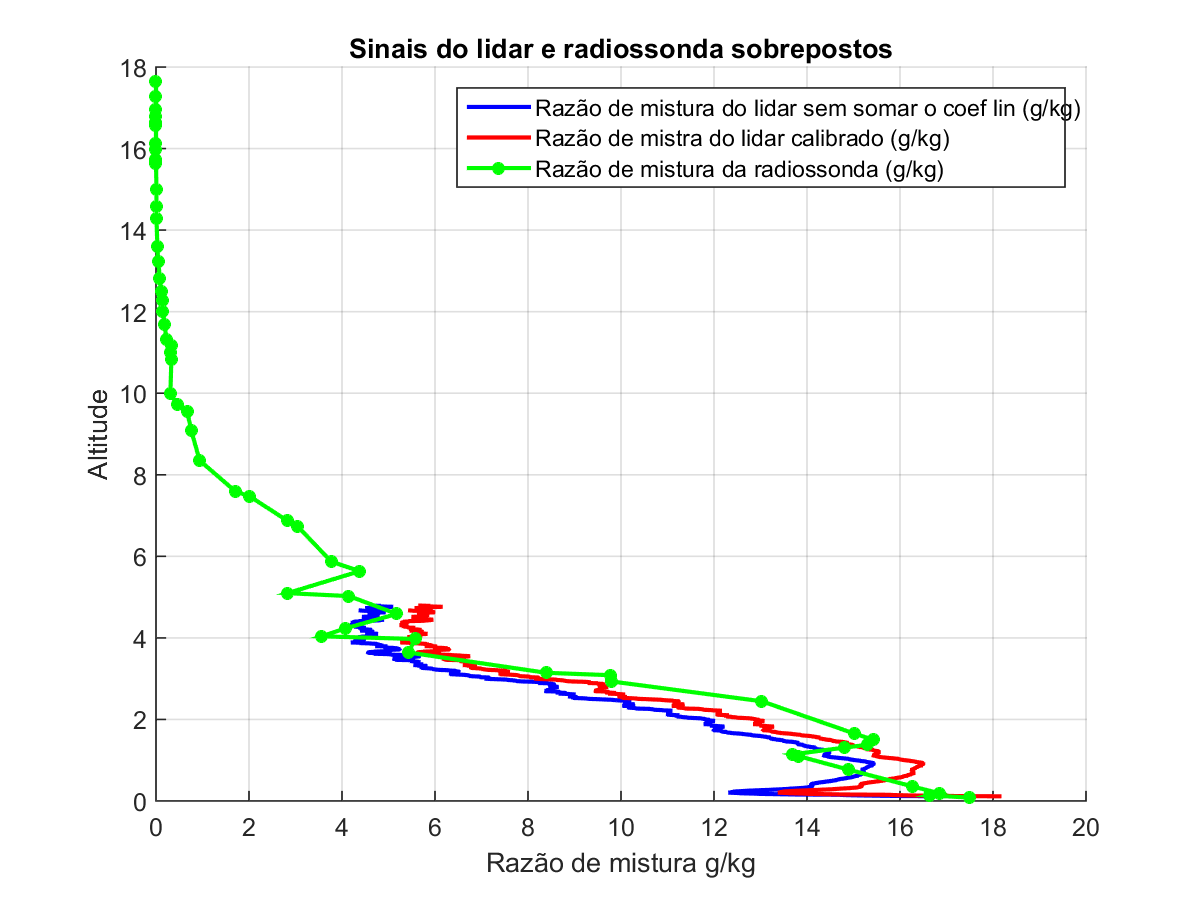 Sinais do lidar e radiossonda sobrepostos
Razão de mistura do lidar sem somar o coef lin (g/kg)
Razão de mistra do lidar calibrado (g/kg)
Razão de mistura da radiossonda (g/kg)
18
16
14
12
10
8
6
4
2
0
Altitude
0 2 4 6 8 10 12 14 16 18 20
Razão de mistura g/kg